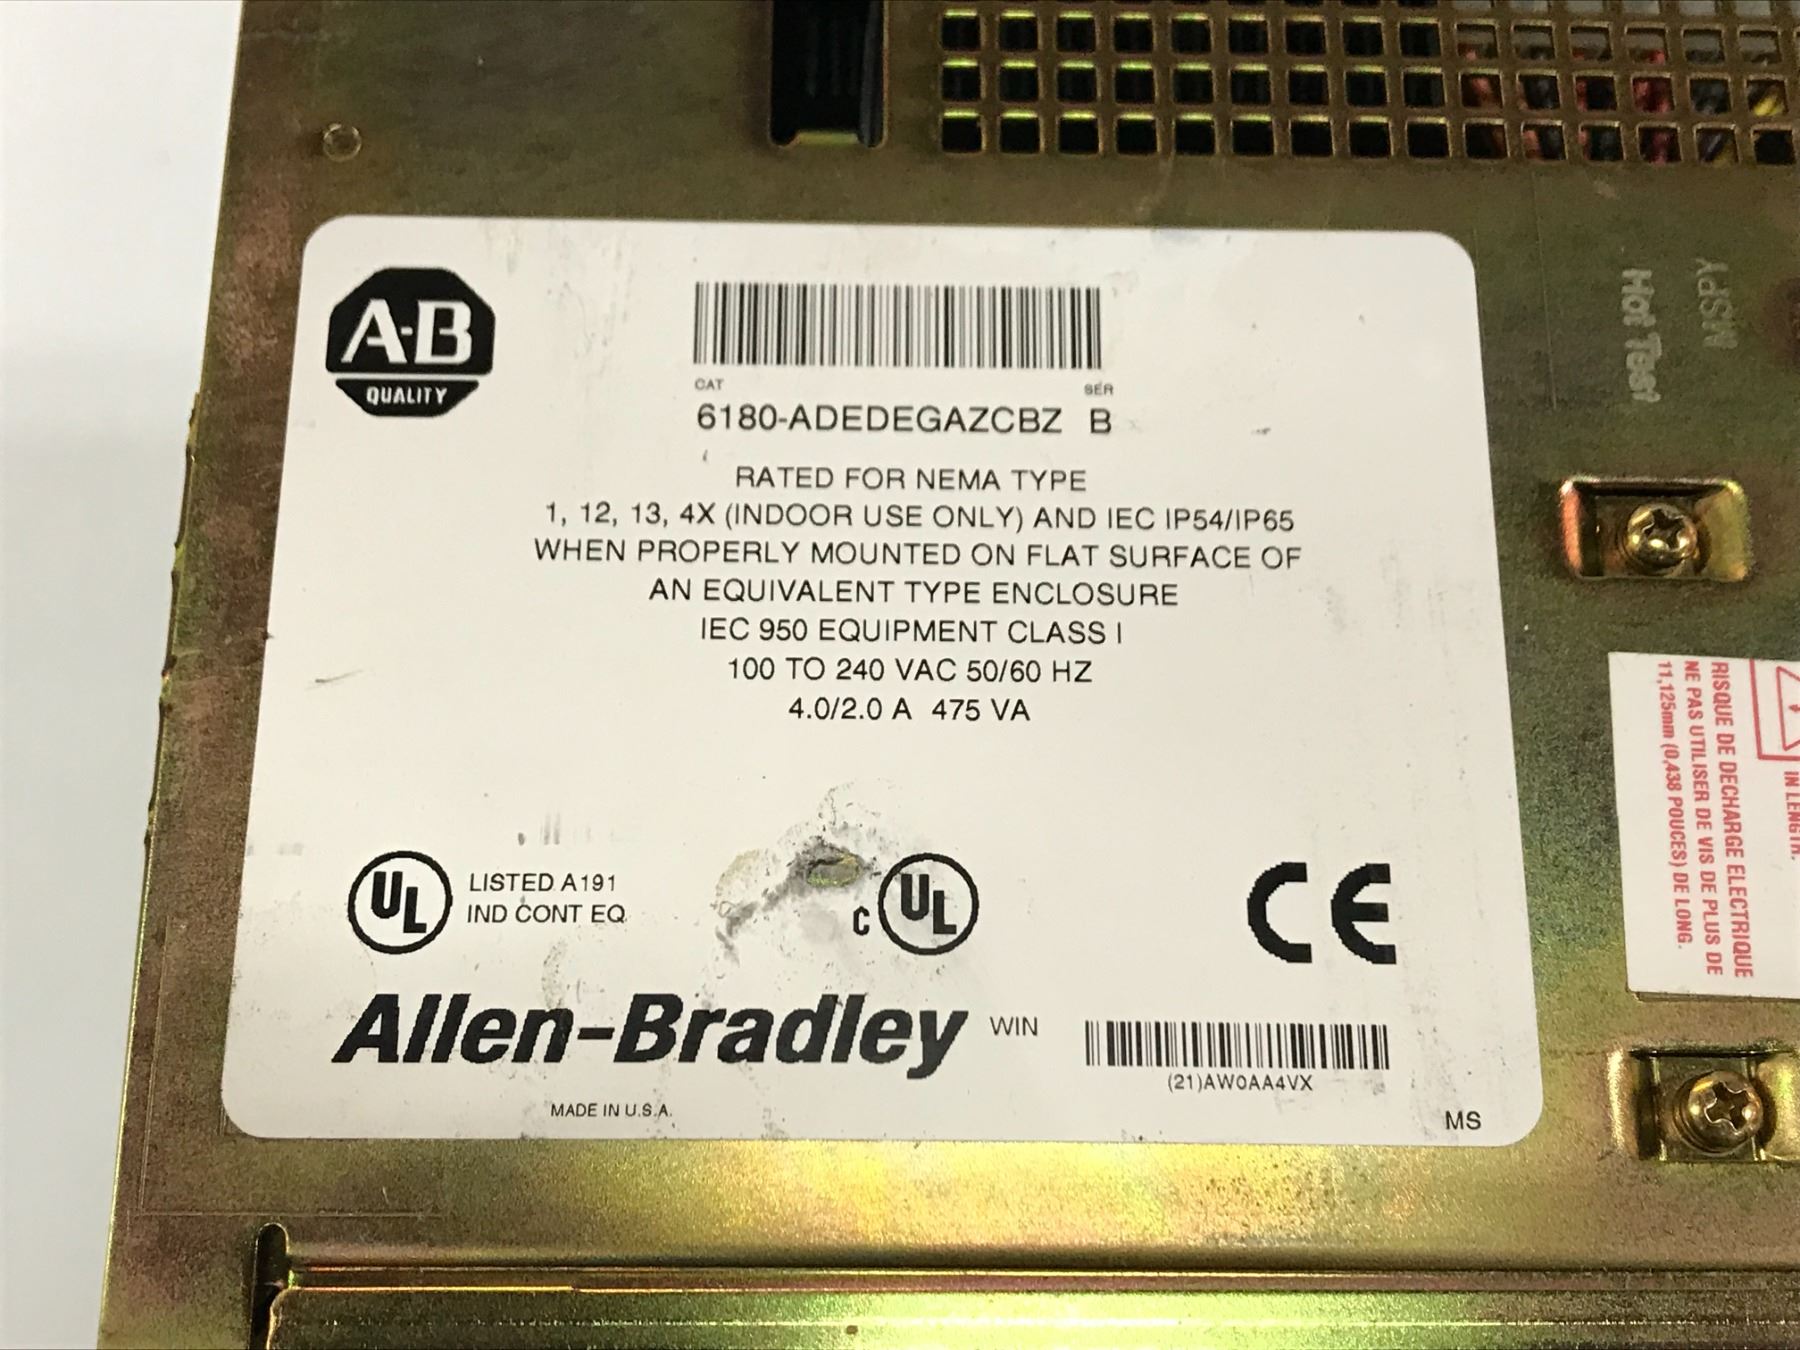 A-B
QUALITY
CAT SER
6180-ADEDEGAZCBZ B
RATED FOR NEMA TYPE
1, 12, 13, 4X (INDOOR USE ONLY) AND IEC IP54/IP65
WHEN PROPERLY MOUNTED ON FLAT SURFACE OF
AN EQUIVALENT TYPE ENCLOSURE
IEC 950 EQUIPMENT CLASS I
100 TO 240 VAC 50/60 HZ
4.0/2.0 A 475 VA
UL
LISTED A191
IND CONT EQ
C UL
CE
Allen-Bradley
WIN
(21)AW0AA4VX
MADE IN U.S.A.
MS
Hot Test
IN LENGTH.
RISQUE DE DECHARGE ELECTRIQUE
NE PAS UTILISER DE VIS DE PLUS DE
11,125mm (0,438 POUCES) DE LONG.